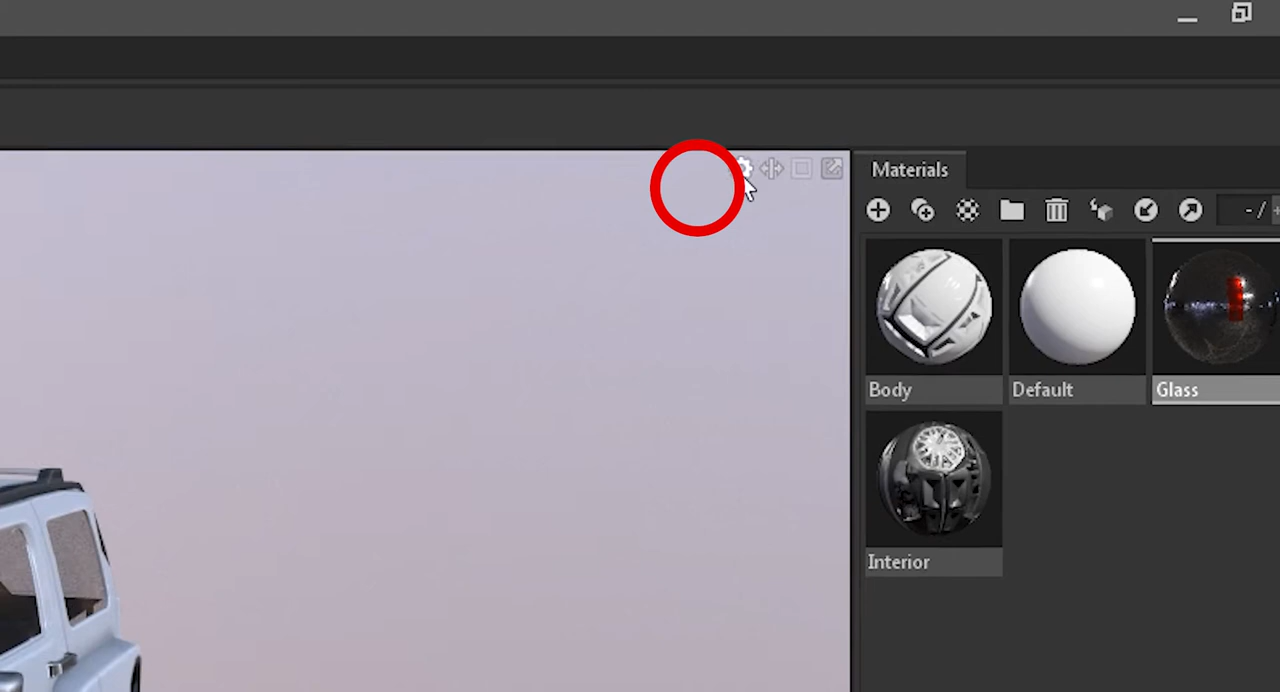 Materials
- / +
Body
Default
Glass
Interior